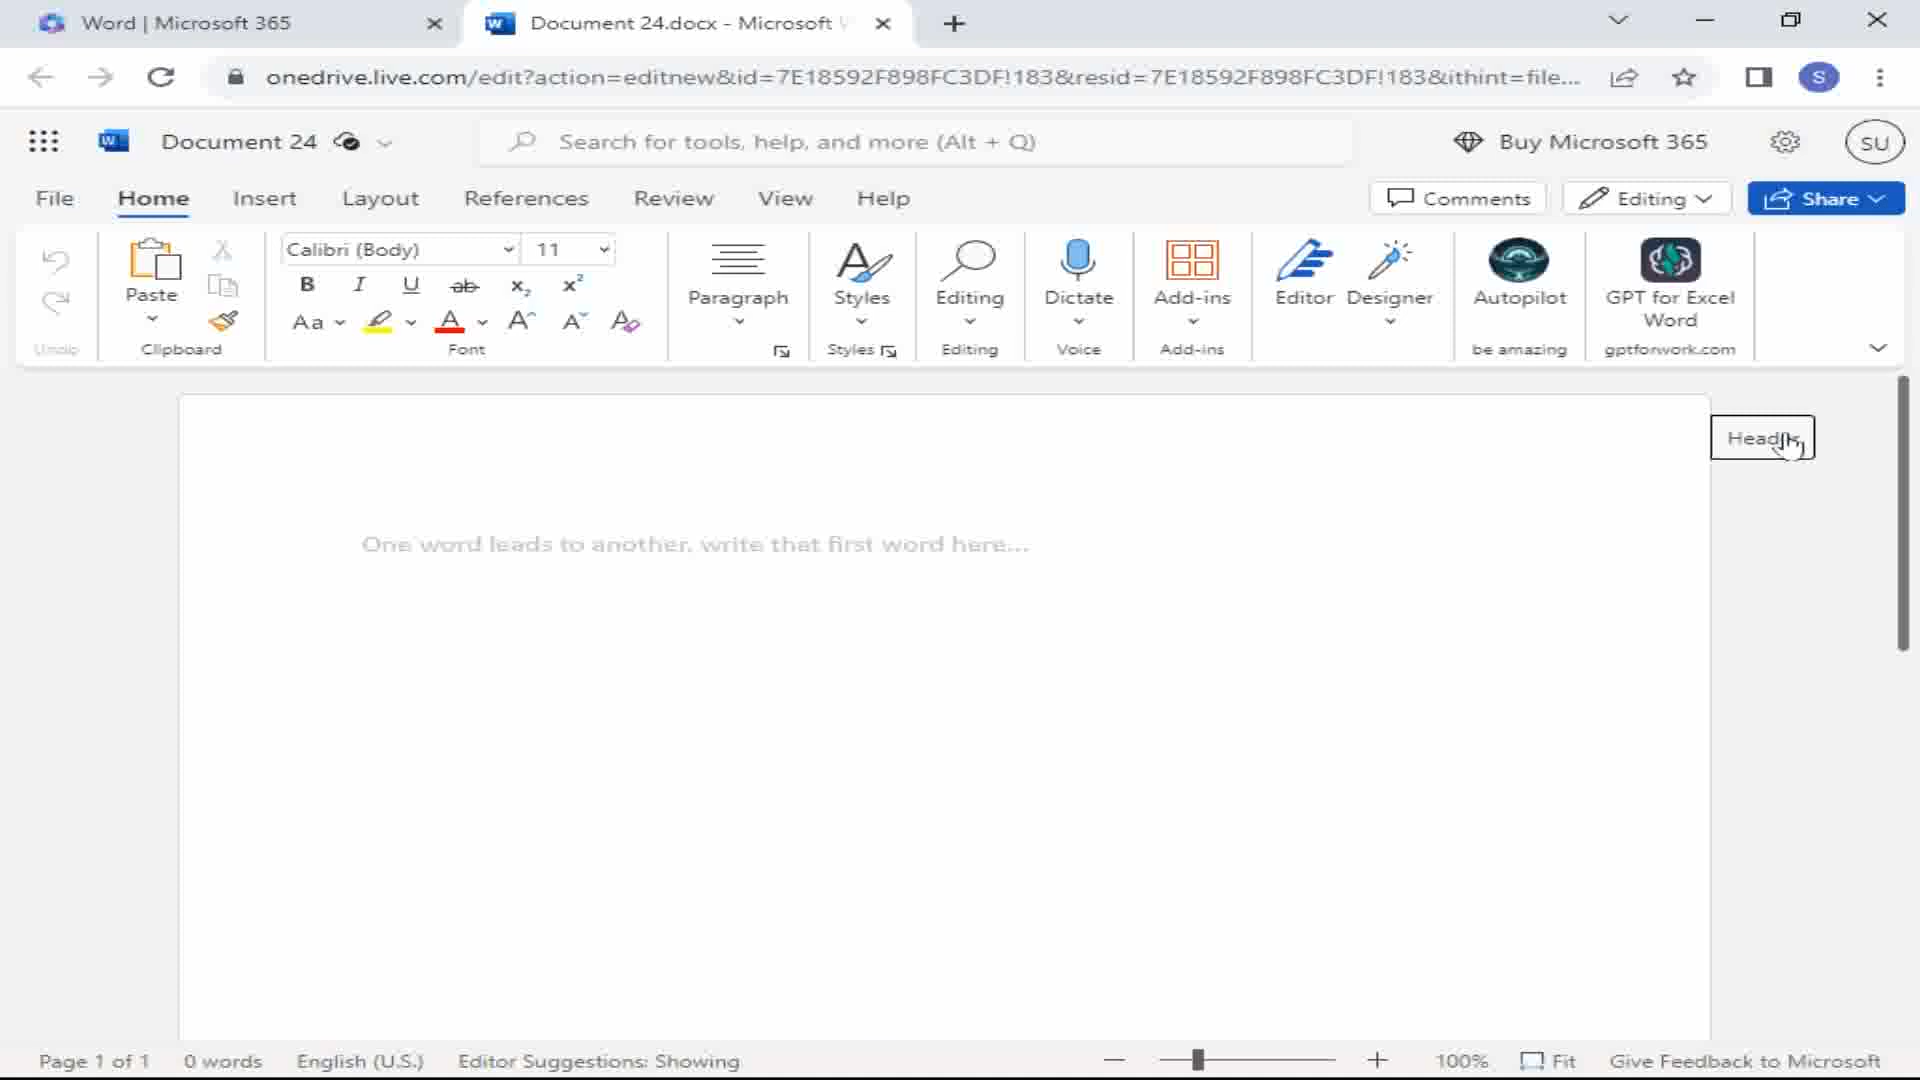 Word | Microsoft 365
Document 24.docx - Microsoft
onedrive.live.com/edit?action=editnew&id=7E18592F898FC3DF!183&resid=7E18592F898FC3DF!183&ithint=file...
S
Document 24
Search for tools, help, and more (Alt + Q)
Buy Microsoft 365
SU
File Home Insert Layout References Review View Help
Comments Editing Share
Calibri (Body) 11
B I U ab x₂ x²
Aa A A A A
Paste Paragraph Styles Editing Dictate Add-ins Editor Designer Autopilot GPT for Excel
Word
Undo Clipboard Font Styles Editing Voice Add-ins be amazing gptforwork.com
One word leads to another, write that first word here...
Page 1 of 1 0 words English (U.S.) Editor Suggestions: Showing 100% Fit Give Feedback to Microsoft